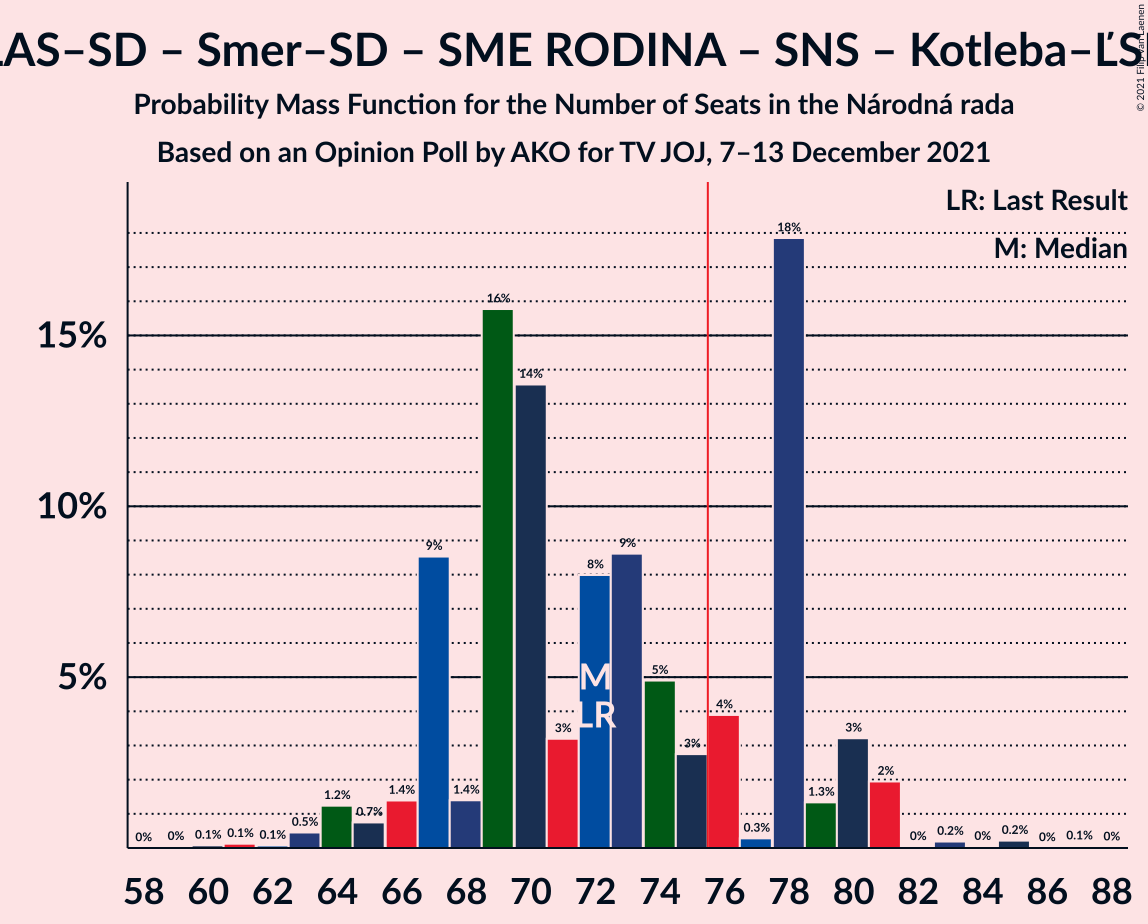 LAS–SD – Smer–SD – SME RODINA – SNS – Kotleba–ĽS
Probability Mass Function for the Number of Seats in the Národná rada
Based on an Opinion Poll by AKO for TV JOJ, 7–13 December 2021
© 2021 Filip van Laenen
LR: Last Result
M: Median
18%
16%
15%
14%
10%
9%
9%
8%
5%
5%
M
LR
4%
3%
3%
3%
2%
1.4%
1.4%
1.3%
1.2%
0.7%
0.5%
0.3%
0% 0% 0.1% 0.1% 0.1% 0% 0.2% 0% 0.2% 0% 0.1% 0%
58 60 62 64 66 68 70 72 74 76 78 80 82 84 86 88